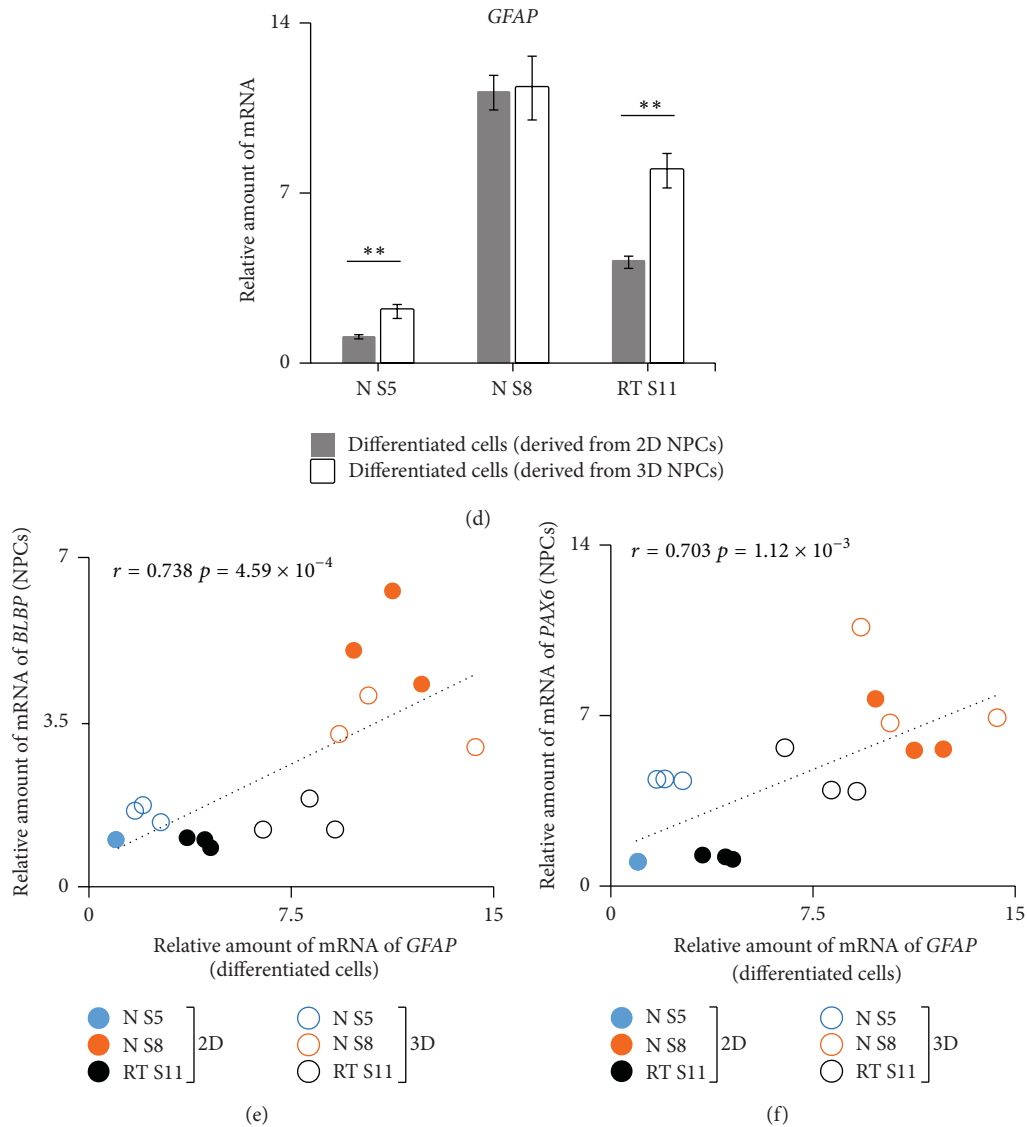 GFAP
Relative amount of mRNA
14
7
0
**
**
N S5
N S8
RT S11
Differentiated cells (derived from 2D NPCs)
Differentiated cells (derived from 3D NPCs)
(d)
Relative amount of mRNA of BLBP (NPCs)
7
3.5
0
r = 0.738 p = 4.59 × 10⁻⁴
0
7.5
15
Relative amount of mRNA of GFAP
(differentiated cells)
N S5
N S8
RT S11
2D
N S5
N S8
RT S11
3D
(e)
Relative amount of mRNA of PAX6 (NPCs)
14
7
0
r = 0.703 p = 1.12 × 10⁻³
0
7.5
15
Relative amount of mRNA of GFAP
(differentiated cells)
N S5
N S8
RT S11
2D
N S5
N S8
RT S11
3D
(f)